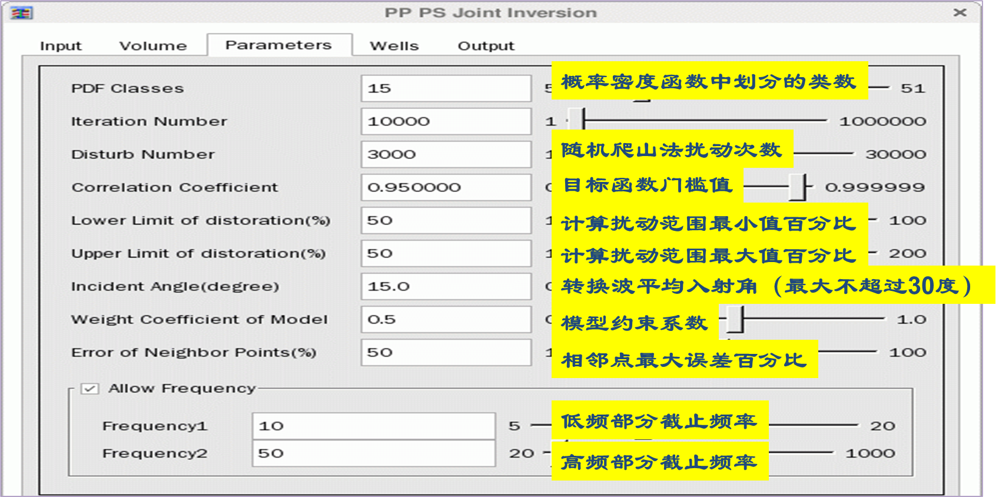 PP PS Joint Inversion
Input Volume Parameters Wells Output
PDF Classes 15 概率密度函数中划分的类数 51
Iteration Number 10000 1 1000000
Disturb Number 3000 随机爬山法扰动次数 30000
Correlation Coefficient 0.950000 目标函数门槛值 0.999999
Lower Limit of distoration(%) 50 计算扰动范围最小值百分比 100
Upper Limit of distoration(%) 50 计算扰动范围最大值百分比 200
Incident Angle(degree) 15.0 转换波平均入射角（最大不超过30度）
Weight Coefficient of Model 0.5 模型约束系数 1.0
Error of Neighbor Points(%) 50 相邻点最大误差百分比 100
Allow Frequency
Frequency1 10 5 低频部分截止频率 20
Frequency2 50 20 高频部分截止频率 1000